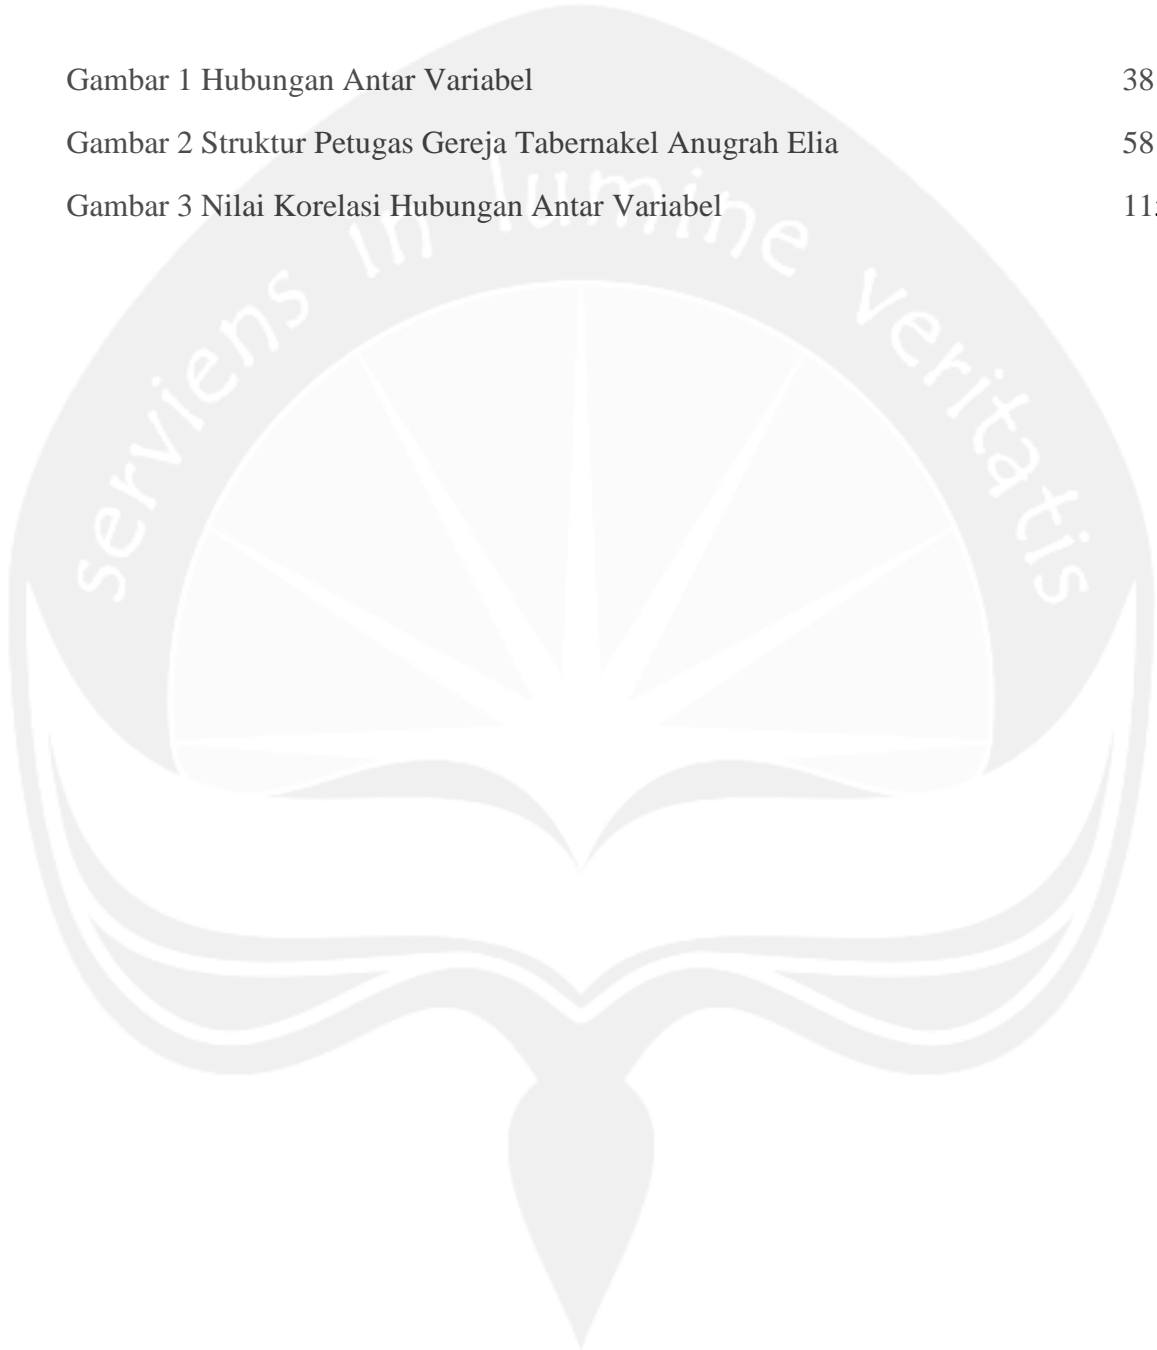 Gambar 1 Hubungan Antar Variabel 38
Gambar 2 Struktur Petugas Gereja Tabernakel Anugrah Elia 58
Gambar 3 Nilai Korelasi Hubungan Antar Variabel
serviens in lumine veritatis